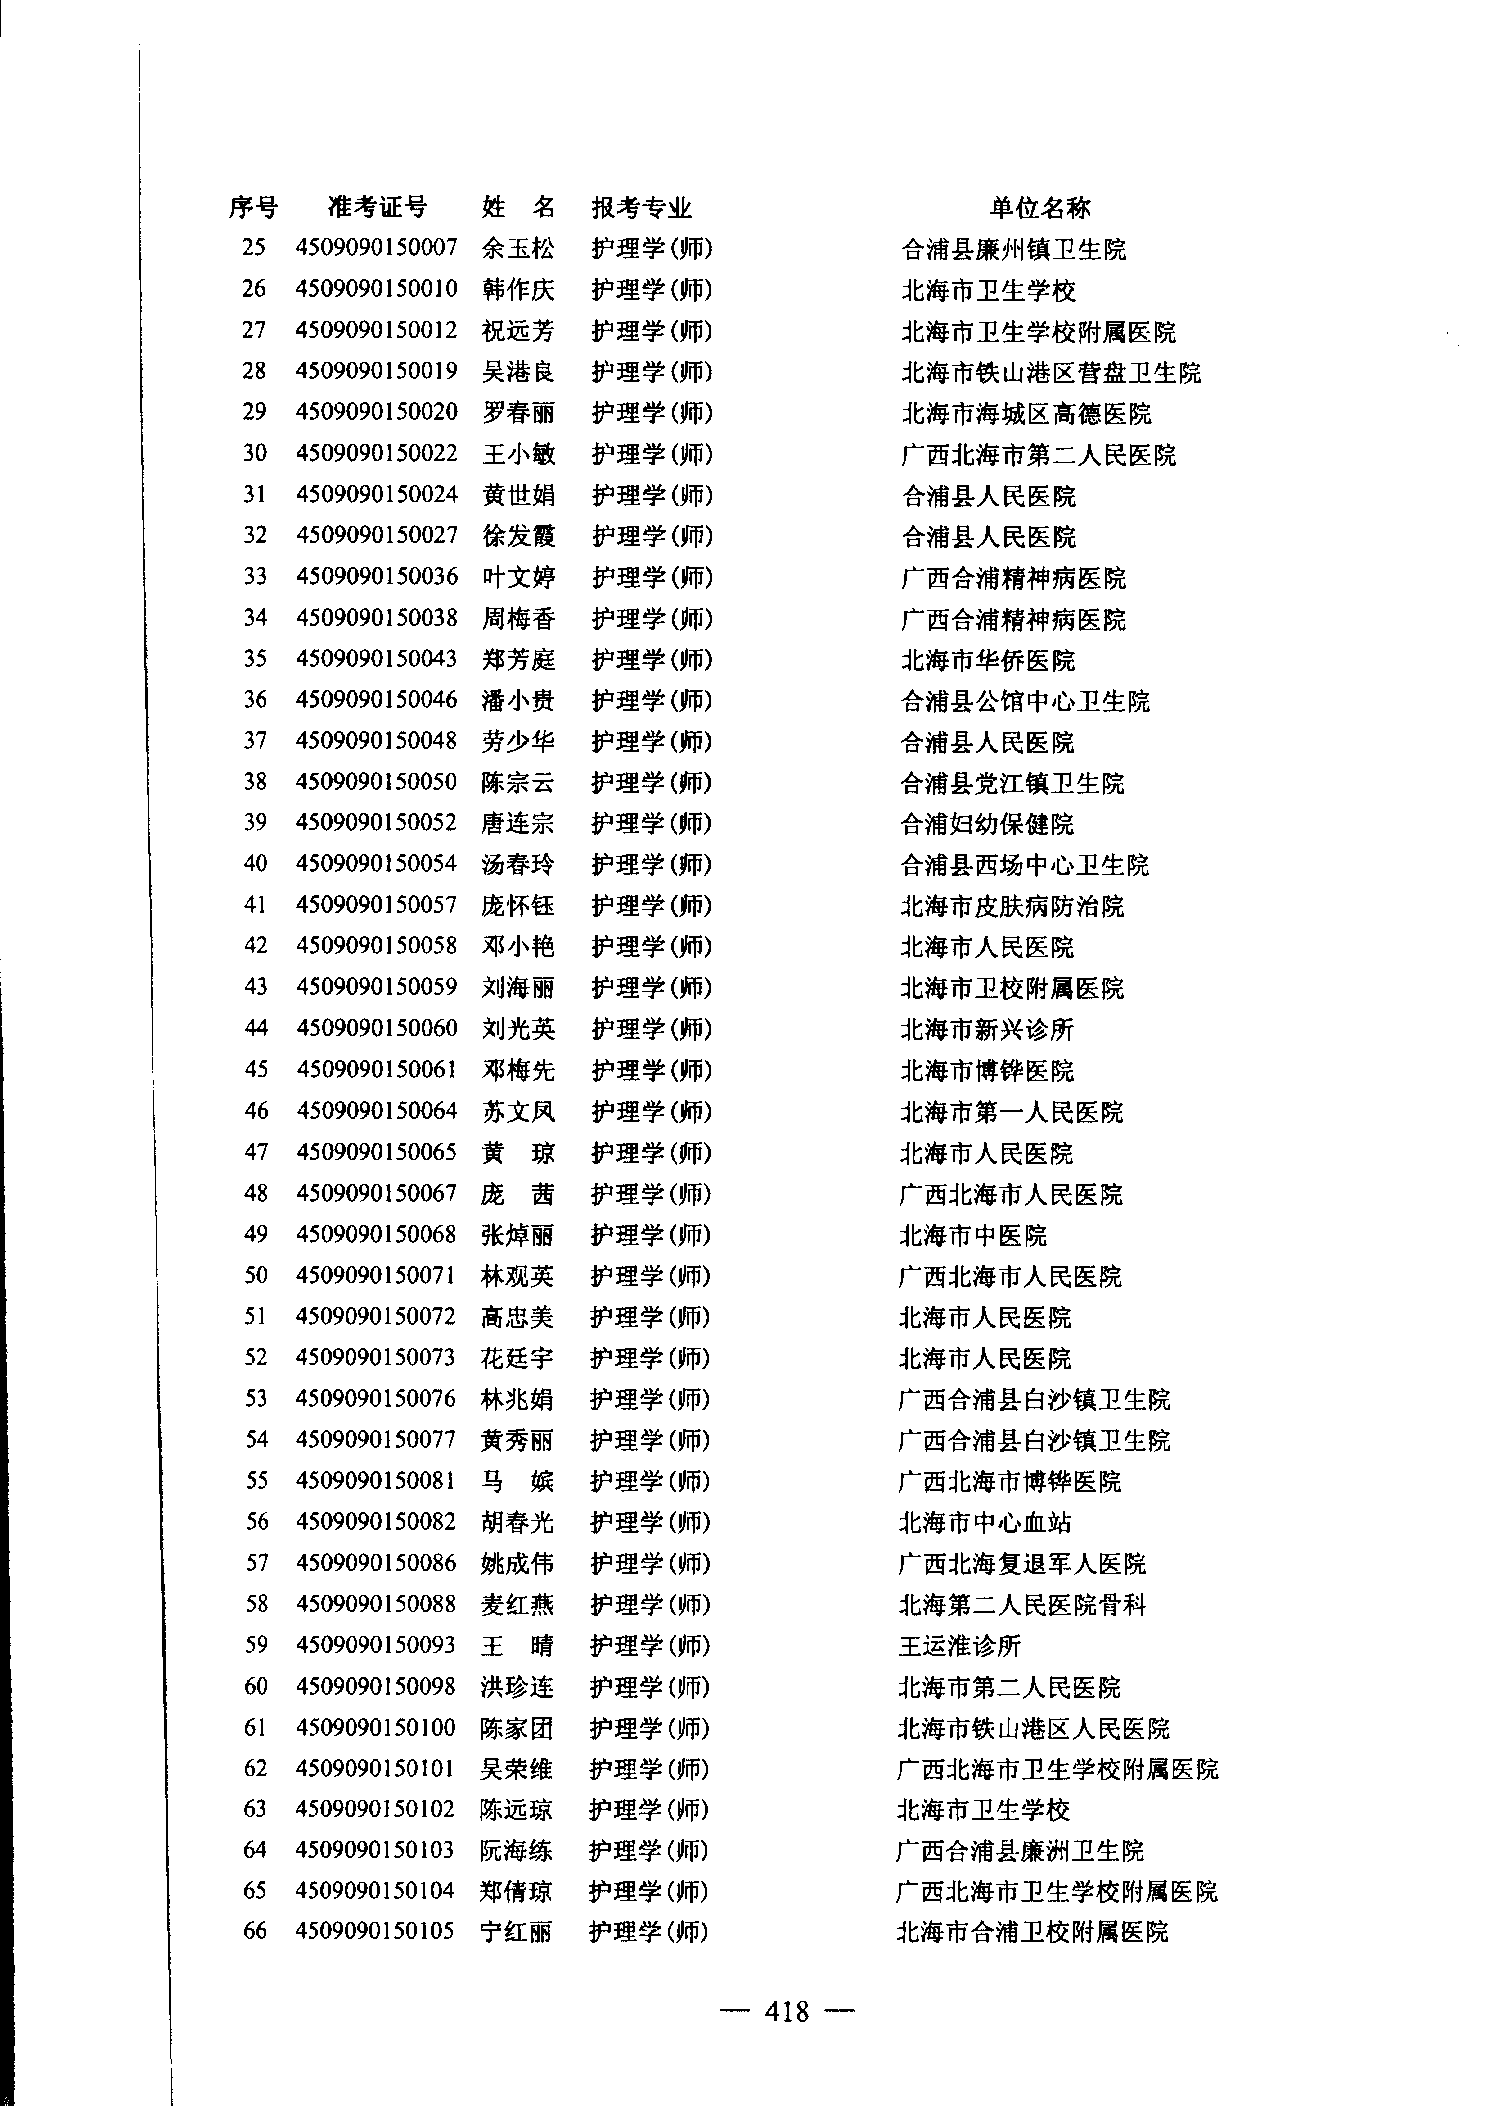 序号 准考证号 姓 名 报考专业 单位名称
25 4509090150007 余玉松 护理学(师) 合浦县廉州镇卫生院
26 4509090150010 韩作庆 护理学(师) 北海市卫生学校
27 4509090150012 祝远芳 护理学(师) 北海市卫生学校附属医院
28 4509090150019 吴港良 护理学(师) 北海市铁山港区营盘卫生院
29 4509090150020 罗春丽 护理学(师) 北海市海城区高德医院
30 4509090150022 王小敏 护理学(师) 广西北海市第二人民医院
31 4509090150024 黄世娟 护理学(师) 合浦县人民医院
32 4509090150027 徐发霞 护理学(师) 合浦县人民医院
33 4509090150036 叶文婷 护理学(师) 广西合浦精神病医院
34 4509090150038 周梅香 护理学(师) 广西合浦精神病医院
35 4509090150043 郑芳庭 护理学(师) 北海市华侨医院
36 4509090150046 潘小贵 护理学(师) 合浦县公馆中心卫生院
37 4509090150048 劳少华 护理学(师) 合浦县人民医院
38 4509090150050 陈宗云 护理学(师) 合浦县党江镇卫生院
39 4509090150052 唐连宗 护理学(师) 合浦妇幼保健院
40 4509090150054 汤春玲 护理学(师) 合浦县西场中心卫生院
41 4509090150057 庞怀钰 护理学(师) 北海市皮肤病防治院
42 4509090150058 邓小艳 护理学(师) 北海市人民医院
43 4509090150059 刘海丽 护理学(师) 北海市卫校附属医院
44 4509090150060 刘光英 护理学(师) 北海市新兴诊所
45 4509090150061 邓梅先 护理学(师) 北海市博铧医院
46 4509090150064 苏文凤 护理学(师) 北海市第一人民医院
47 4509090150065 黄 琼 护理学(师) 北海市人民医院
48 4509090150067 庞 茜 护理学(师) 广西北海市人民医院
49 4509090150068 张焯丽 护理学(师) 北海市中医院
50 4509090150071 林观英 护理学(师) 广西北海市人民医院
51 4509090150072 高忠美 护理学(师) 北海市人民医院
52 4509090150073 花廷宇 护理学(师) 北海市人民医院
53 4509090150076 林兆娟 护理学(师) 广西合浦县白沙镇卫生院
54 4509090150077 黄秀丽 护理学(师) 广西合浦县白沙镇卫生院
55 4509090150081 马 嫔 护理学(师) 广西北海市博铧医院
56 4509090150082 胡春光 护理学(师) 北海市中心血站
57 4509090150086 姚成伟 护理学(师) 广西北海复退军人医院
58 4509090150088 麦红燕 护理学(师) 北海第二人民医院骨科
59 4509090150093 王 晴 护理学(师) 王运淮诊所
60 4509090150098 洪珍连 护理学(师) 北海市第二人民医院
61 4509090150100 陈家团 护理学(师) 北海市铁山港区人民医院
62 4509090150101 吴荣维 护理学(师) 广西北海市卫生学校附属医院
63 4509090150102 陈远琼 护理学(师) 北海市卫生学校
64 4509090150103 阮海练 护理学(师) 广西合浦县廉洲卫生院
65 4509090150104 郑倩琼 护理学(师) 广西北海市卫生学校附属医院
66 4509090150105 宁红丽 护理学(师) 北海市合浦卫校附属医院
— 418 —